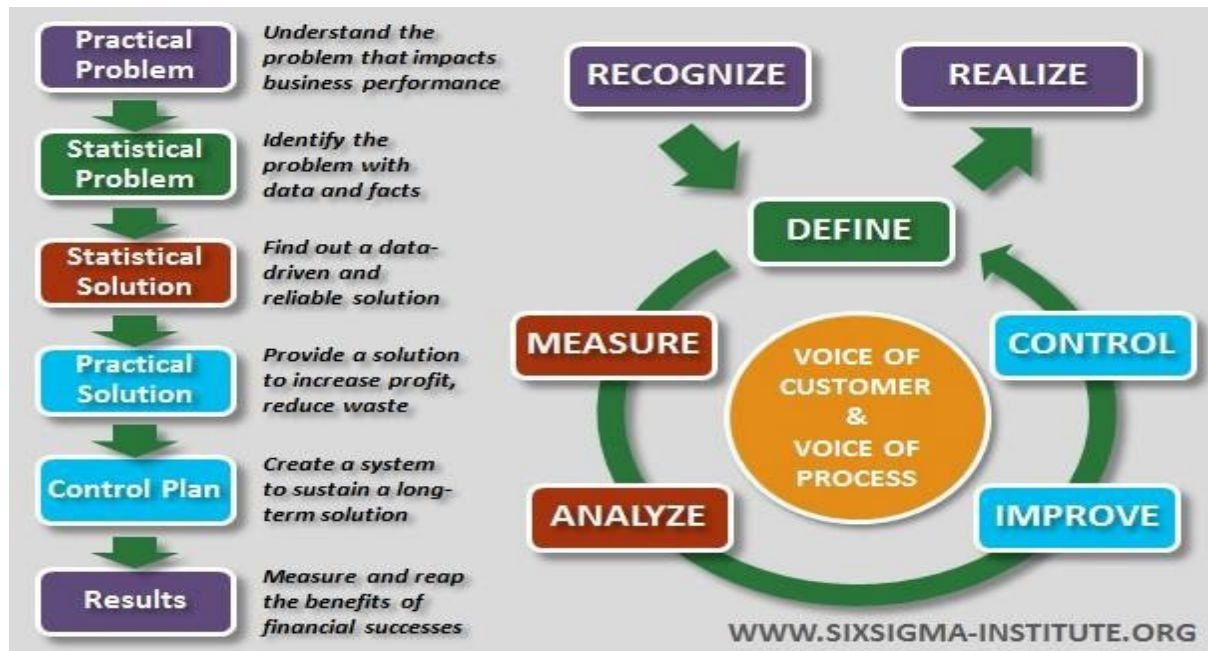 Practical
Problem
Understand the
problem that impacts
business performance
Statistical
Problem
Identify the
problem with
data and facts
Statistical
Solution
Find out a data-
driven and
reliable solution
Practical
Solution
Provide a solution
to increase profit,
reduce waste
Control Plan
Create a system
to sustain a long-
term solution
Results
Measure and reap
the benefits of
financial successes
RECOGNIZE
REALIZE
DEFINE
MEASURE
CONTROL
VOICE OF
CUSTOMER
&
VOICE OF
PROCESS
ANALYZE
IMPROVE
WWW.SIXSIGMA-INSTITUTE.ORG